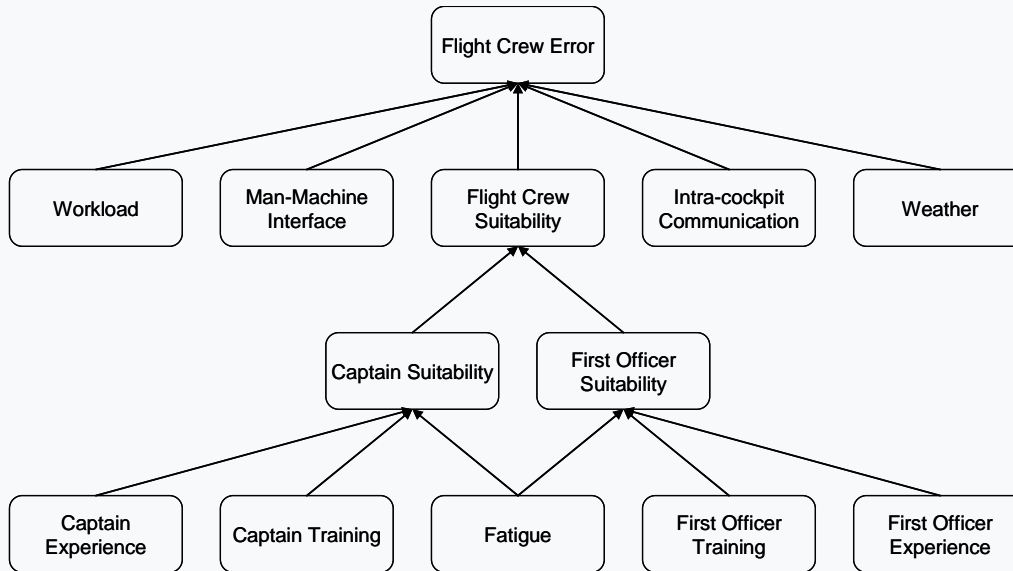 Flight Crew Error
Workload
Man-Machine
Interface
Flight Crew
Suitability
Intra-cockpit
Communication
Weather
Captain Suitability
First Officer
Suitability
Captain
Experience
Captain Training
Fatigue
First Officer
Training
First Officer
Experience